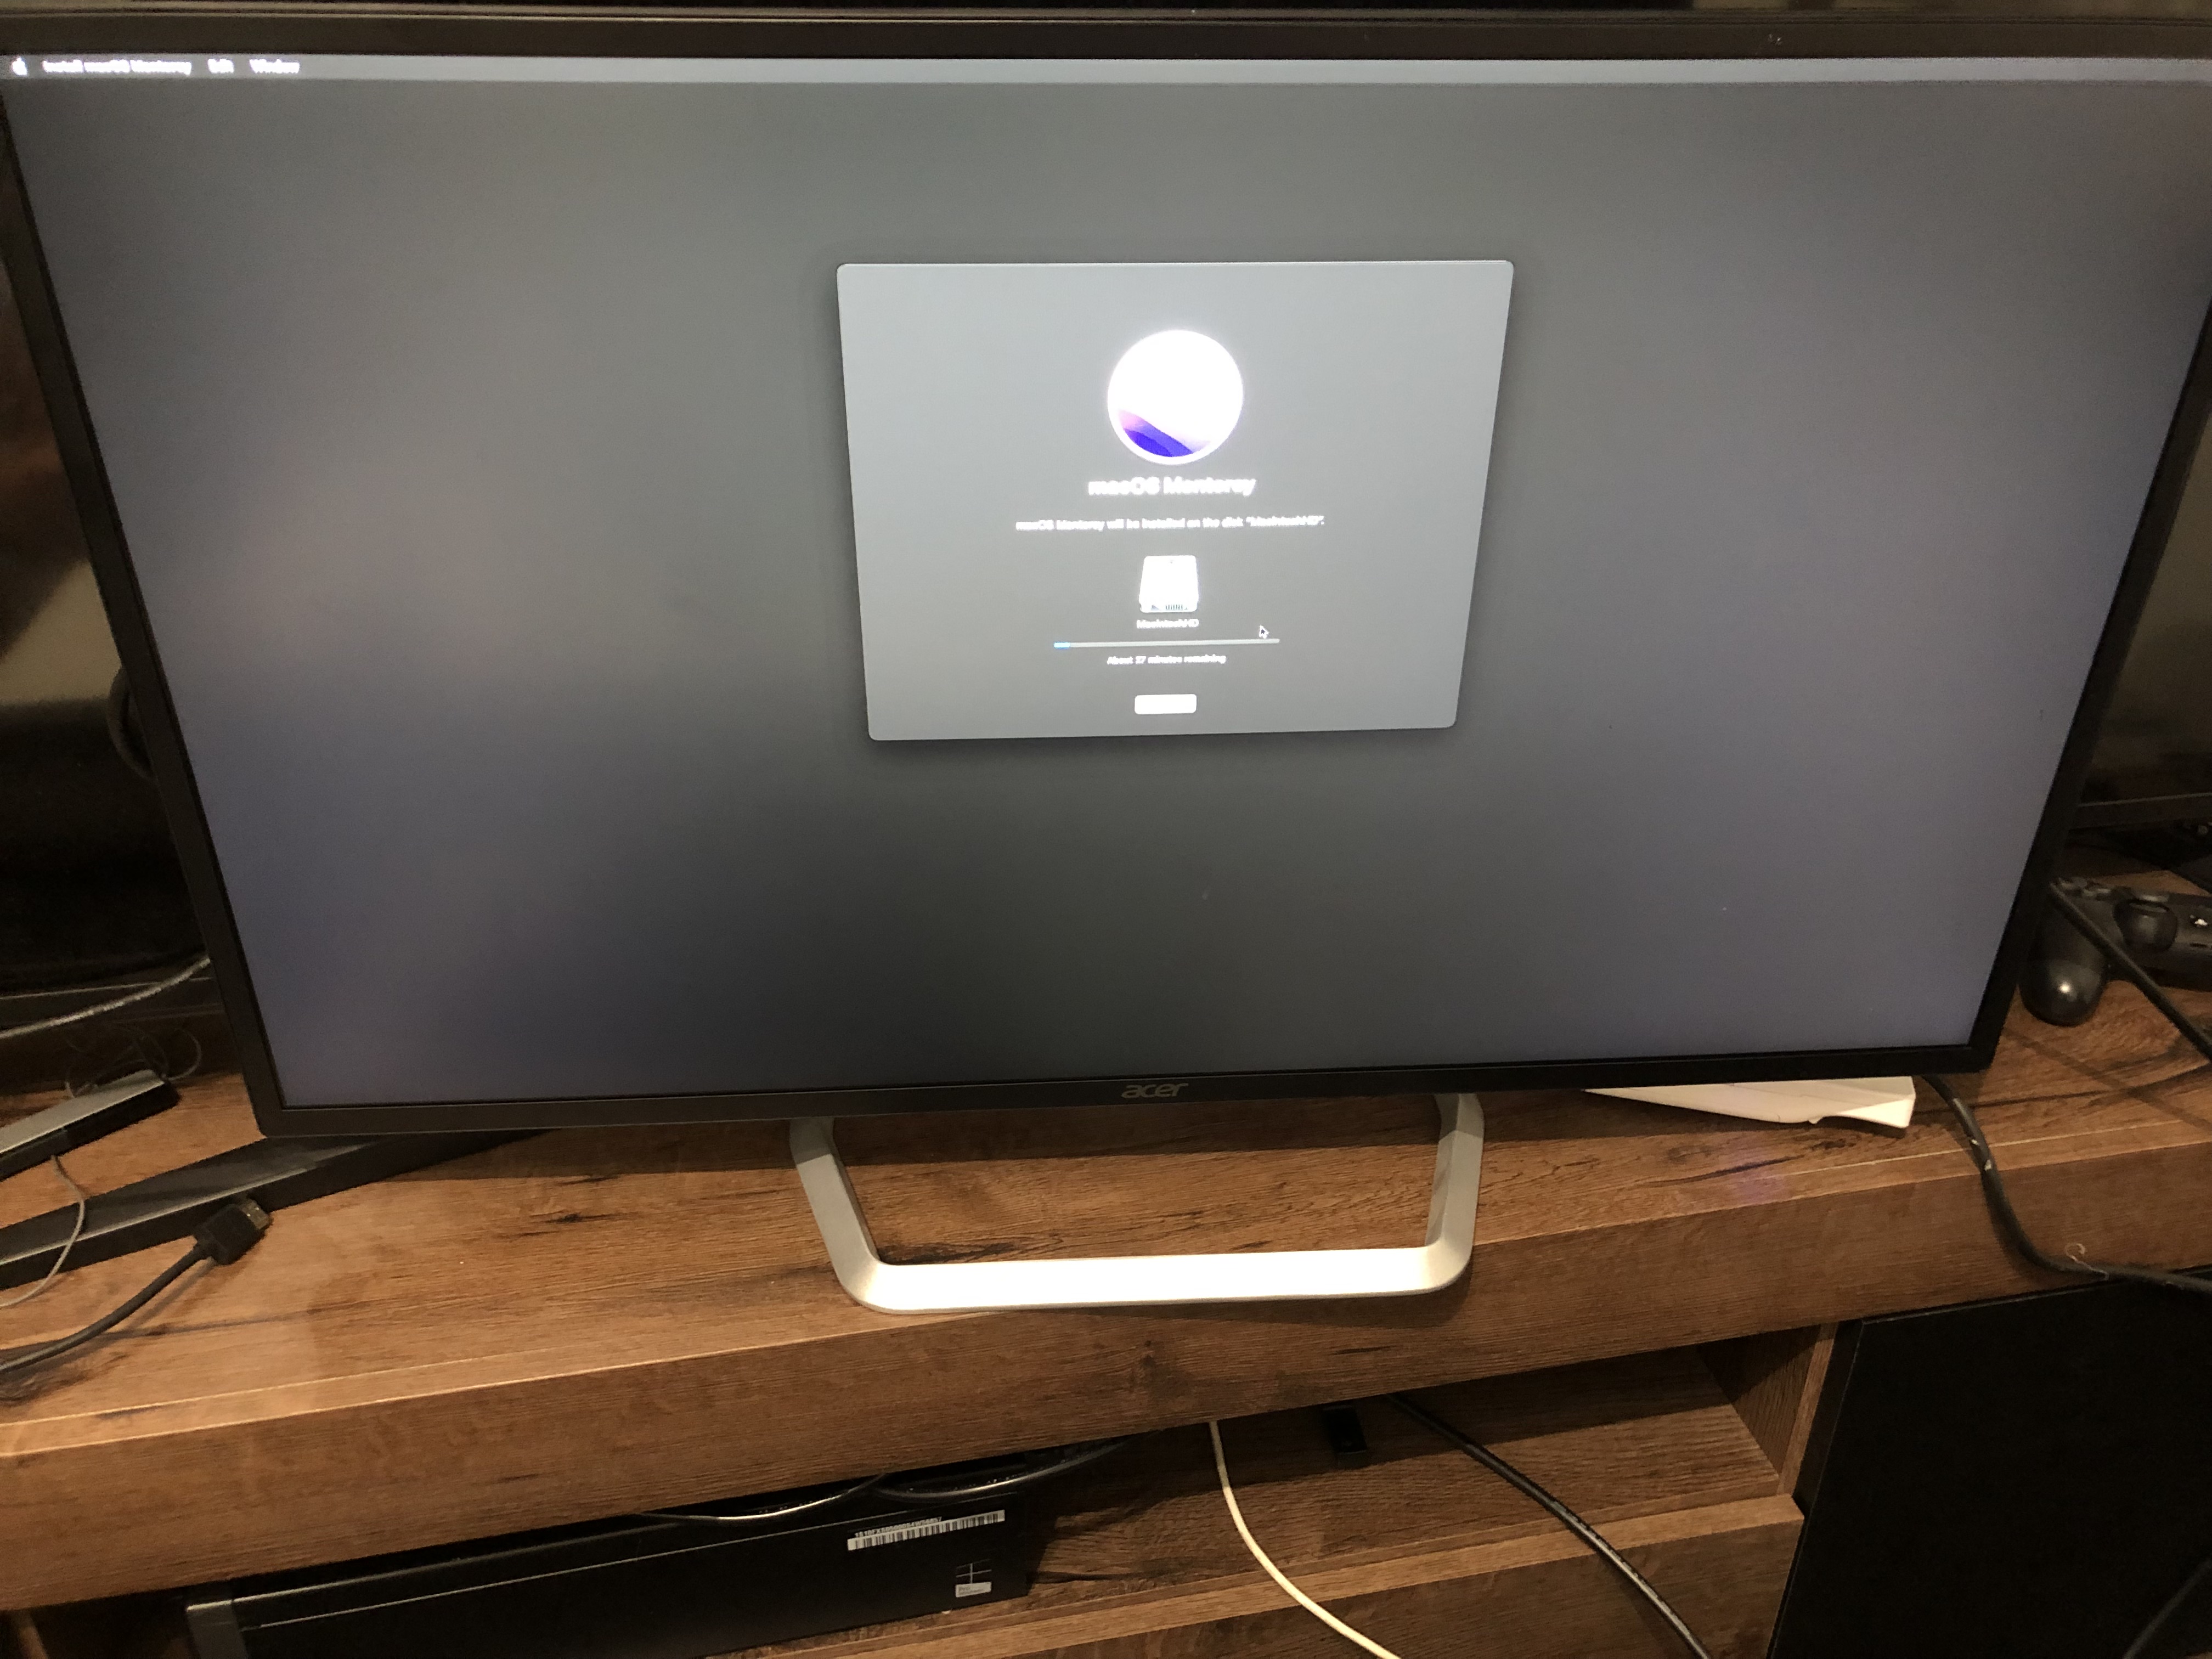 Install macOS Monterey Edit Window
macOS Monterey
macOS Monterey will be installed on the disk "MacintoshHD".
MacintoshHD
About 27 minutes remaining
acer